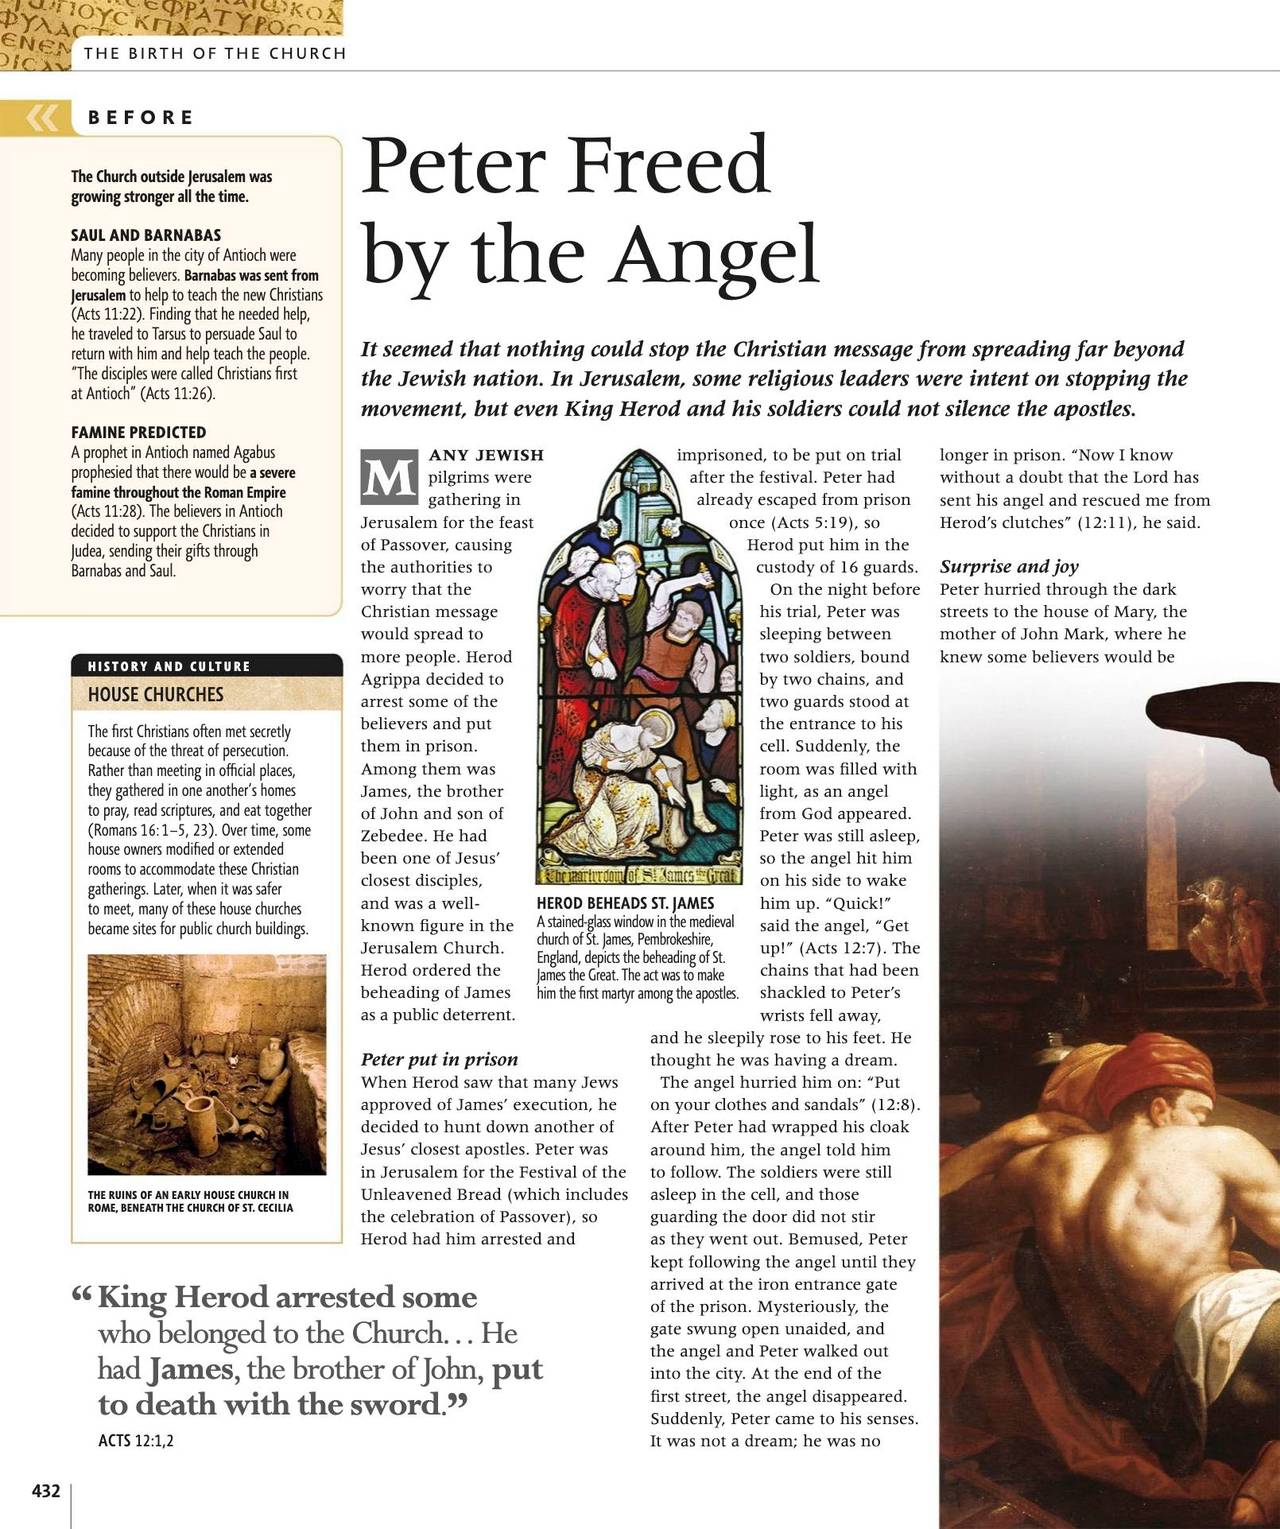 THE BIRTH OF THE CHURCH
BEFORE
The Church outside Jerusalem was
growing stronger all the time.
SAUL AND BARNABAS
Many people in the city of Antioch were
becoming believers. Barnabas was sent from
Jerusalem to help to teach the new Christians
(Acts 11:22). Finding that he needed help,
he traveled to Tarsus to persuade Saul to
return with him and help teach the people.
“The disciples were called Christians first
at Antioch” (Acts 11:26).
FAMINE PREDICTED
A prophet in Antioch named Agabus
prophesied that there would be a severe
famine throughout the Roman Empire
(Acts 11:28). The believers in Antioch
decided to support the Christians in
Judea, sending their gifts through
Barnabas and Saul.
HISTORY AND CULTURE
HOUSE CHURCHES
The first Christians often met secretly
because of the threat of persecution.
Rather than meeting in official places,
they gathered in one another’s homes
to pray, read scriptures, and eat together
(Romans 16:1–5, 23). Over time, some
house owners modified or extended
rooms to accommodate these Christian
gatherings. Later, when it was safer
to meet, many of these house churches
became sites for public church buildings.
THE RUINS OF AN EARLY HOUSE CHURCH IN
ROME, BENEATH THE CHURCH OF ST. CECILIA
“King Herod arrested some
who belonged to the Church… He
had James, the brother of John, put
to death with the sword.”
ACTS 12:1,2
Peter Freed
by the Angel
It seemed that nothing could stop the Christian message from spreading far beyond
the Jewish nation. In Jerusalem, some religious leaders were intent on stopping the
movement, but even King Herod and his soldiers could not silence the apostles.
MANY JEWISH
pilgrims were
gathering in
Jerusalem for the feast
of Passover, causing
the authorities to
worry that the
Christian message
would spread to
more people. Herod
Agrippa decided to
arrest some of the
believers and put
them in prison.
Among them was
James, the brother
of John and son of
Zebedee. He had
been one of Jesus’
closest disciples,
and was a well-
known figure in the
Jerusalem Church.
Herod ordered the
beheading of James
as a public deterrent.
Peter put in prison
When Herod saw that many Jews
approved of James’ execution, he
decided to hunt down another of
Jesus’ closest apostles. Peter was
in Jerusalem for the Festival of the
Unleavened Bread (which includes
the celebration of Passover), so
Herod had him arrested and
The martyrdom of St James the Great
HEROD BEHEADS ST. JAMES
A stained-glass window in the medieval
church of St. James, Pembrokeshire,
England, depicts the beheading of St.
James the Great. The act was to make
him the first martyr among the apostles.
imprisoned, to be put on trial
after the festival. Peter had
already escaped from prison
once (Acts 5:19), so
Herod put him in the
custody of 16 guards.
On the night before
his trial, Peter was
sleeping between
two soldiers, bound
by two chains, and
two guards stood at
the entrance to his
cell. Suddenly, the
room was filled with
light, as an angel
from God appeared.
Peter was still asleep,
so the angel hit him
on his side to wake
him up. “Quick!”
said the angel, “Get
up!” (Acts 12:7). The
chains that had been
shackled to Peter’s
wrists fell away,
and he sleepily rose to his feet. He
thought he was having a dream.
The angel hurried him on: “Put
on your clothes and sandals” (12:8).
After Peter had wrapped his cloak
around him, the angel told him
to follow. The soldiers were still
asleep in the cell, and those
guarding the door did not stir
as they went out. Bemused, Peter
kept following the angel until they
arrived at the iron entrance gate
of the prison. Mysteriously, the
gate swung open unaided, and
the angel and Peter walked out
into the city. At the end of the
first street, the angel disappeared.
Suddenly, Peter came to his senses.
It was not a dream; he was no
longer in prison. “Now I know
without a doubt that the Lord has
sent his angel and rescued me from
Herod’s clutches” (12:11), he said.
Surprise and joy
Peter hurried through the dark
streets to the house of Mary, the
mother of John Mark, where he
knew some believers would be
432